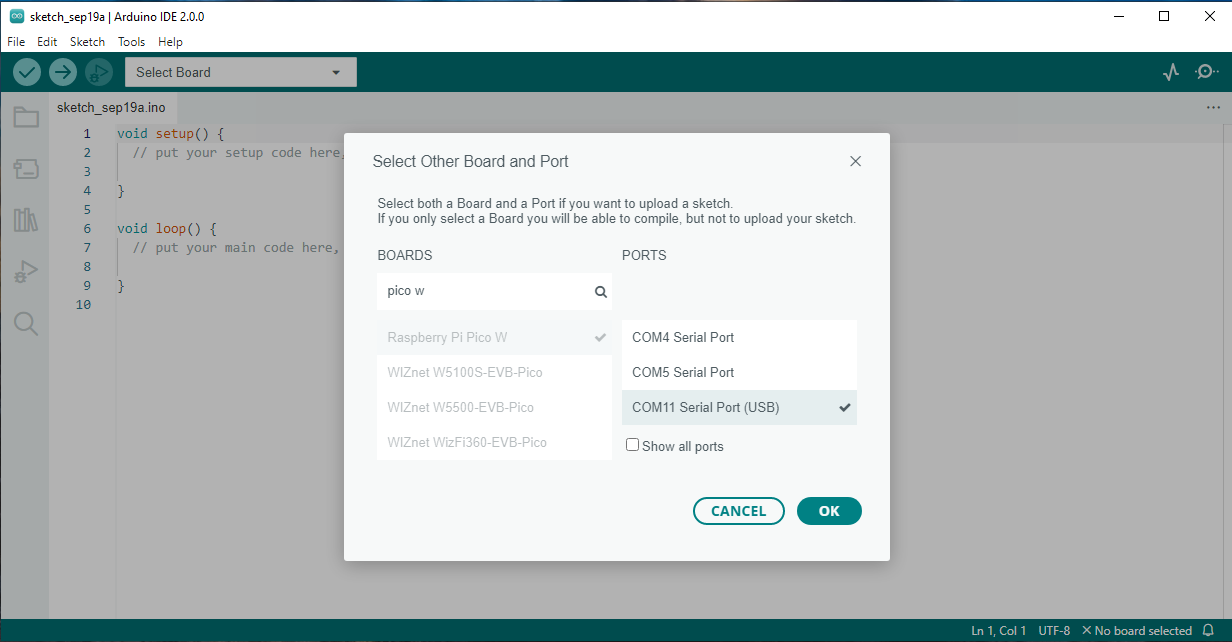 sketch_sep19a | Arduino IDE 2.0.0
File Edit Sketch Tools Help
Select Board
sketch_sep19a.ino
1 void setup() {
2 // put your setup code here,
3
4 }
5
6 void loop() {
7 // put your main code here,
8
9 }
10
Select Other Board and Port
Select both a Board and a Port if you want to upload a sketch.
If you only select a Board you will be able to compile, but not to upload your sketch.
BOARDS
pico w
Raspberry Pi Pico W
WIZnet W5100S-EVB-Pico
WIZnet W5500-EVB-Pico
WIZnet WizFi360-EVB-Pico
PORTS
COM4 Serial Port
COM5 Serial Port
COM11 Serial Port (USB)
Show all ports
CANCEL OK
Ln 1, Col 1 UTF-8 No board selected